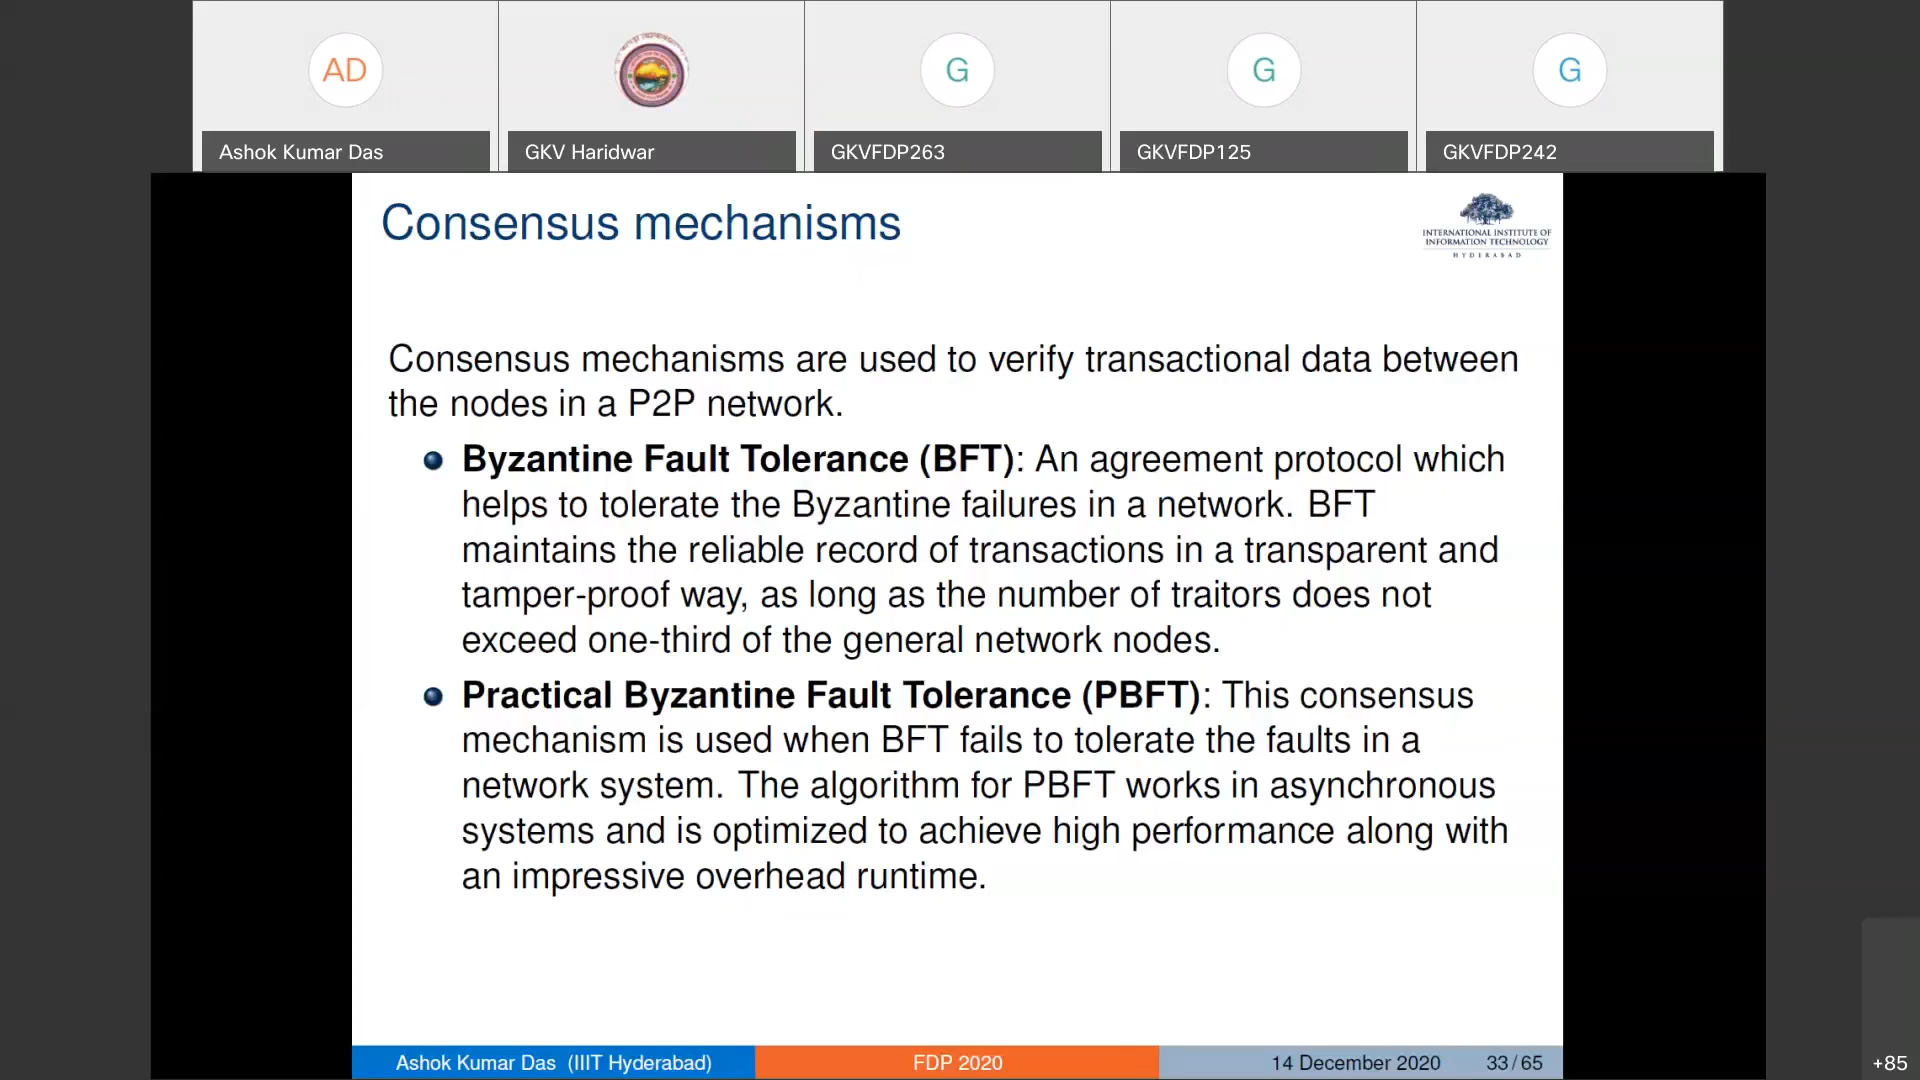 AD
G
G
G
Ashok Kumar Das
GKV Haridwar
GKVFDP263
GKVFDP125
GKVFDP242
Consensus mechanisms
INTERNATIONAL INSTITUTE OF
INFORMATION TECHNOLOGY
HYDERABAD
Consensus mechanisms are used to verify transactional data between
the nodes in a P2P network.
Byzantine Fault Tolerance (BFT): An agreement protocol which
helps to tolerate the Byzantine failures in a network. BFT
maintains the reliable record of transactions in a transparent and
tamper-proof way, as long as the number of traitors does not
exceed one-third of the general network nodes.
Practical Byzantine Fault Tolerance (PBFT): This consensus
mechanism is used when BFT fails to tolerate the faults in a
network system. The algorithm for PBFT works in asynchronous
systems and is optimized to achieve high performance along with
an impressive overhead runtime.
Ashok Kumar Das (IIIT Hyderabad)
FDP 2020
14 December 2020
33/65
+85